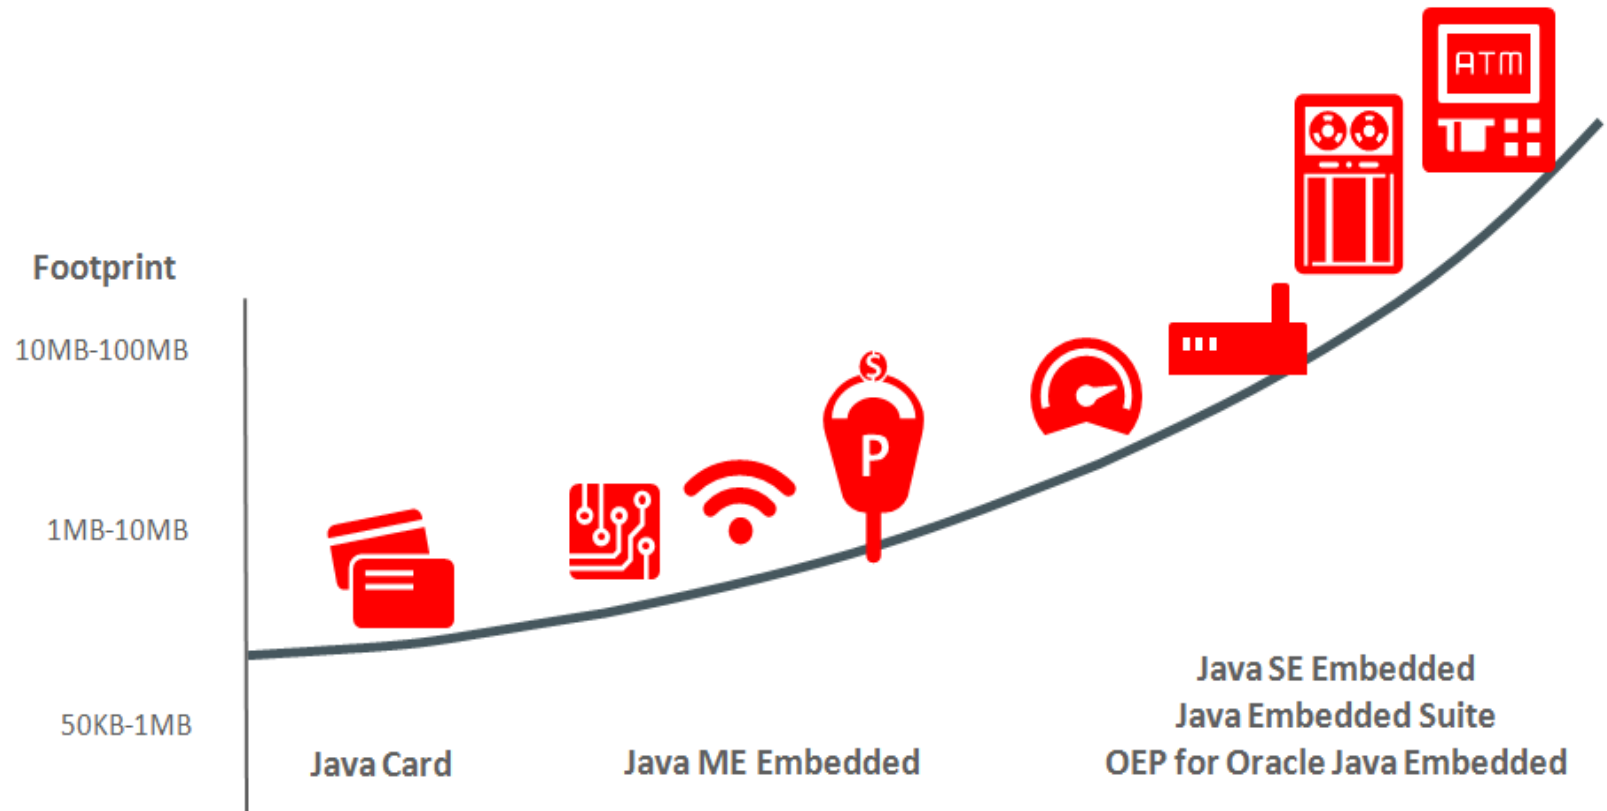 ATM
Footprint
10MB-100MB
$
P
1MB-10MB
50KB-1MB
Java Card
Java ME Embedded
Java SE Embedded
Java Embedded Suite
OEP for Oracle Java Embedded